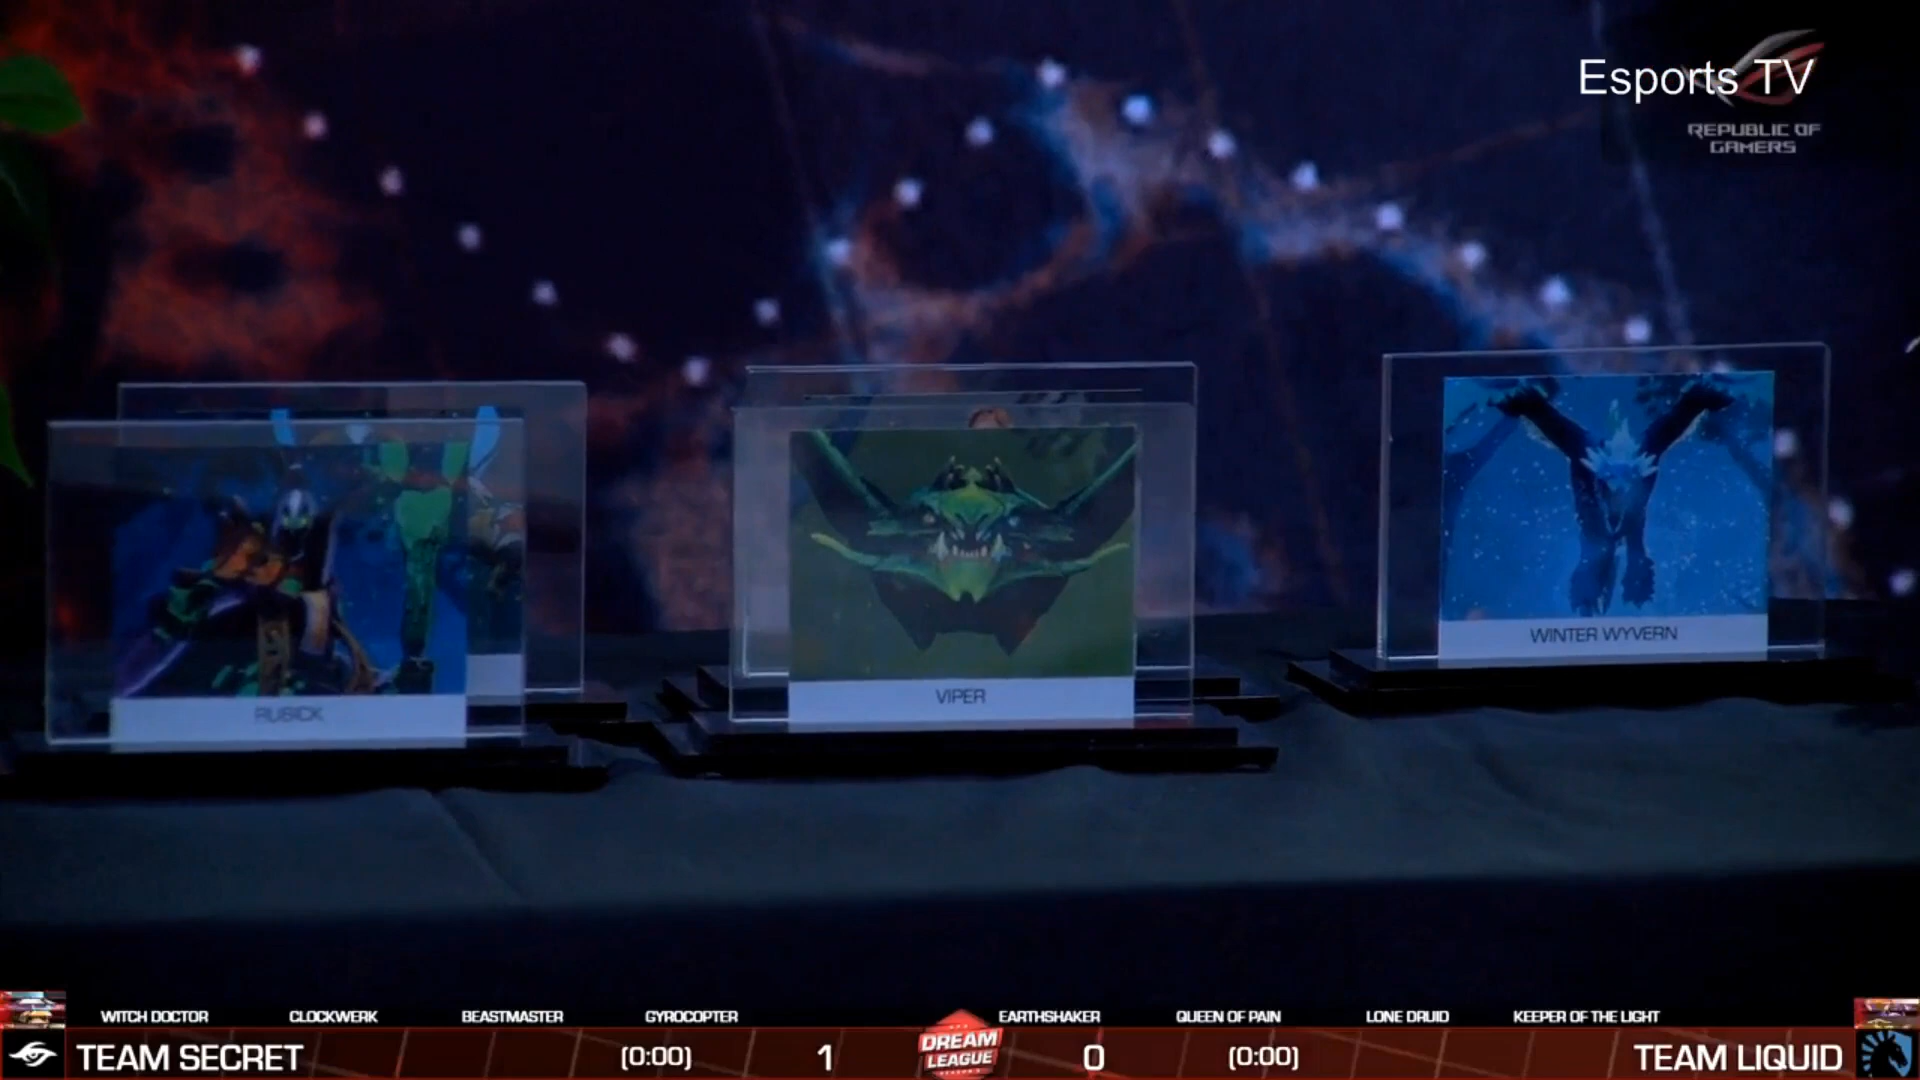 Esports TV
REPUBLIC OF
GAMERS
WINTER WYVERN
VIPER
RUBICK
WITCH DOCTOR CLOCKWERK BEASTMASTER GYROCOPTER EARTHSHAKER QUEEN OF PAIN LONE DRUID KEEPER OF THE LIGHT
TEAM SECRET (0:00) 1 DREAM LEAGUE 0 (0:00) TEAM LIQUID